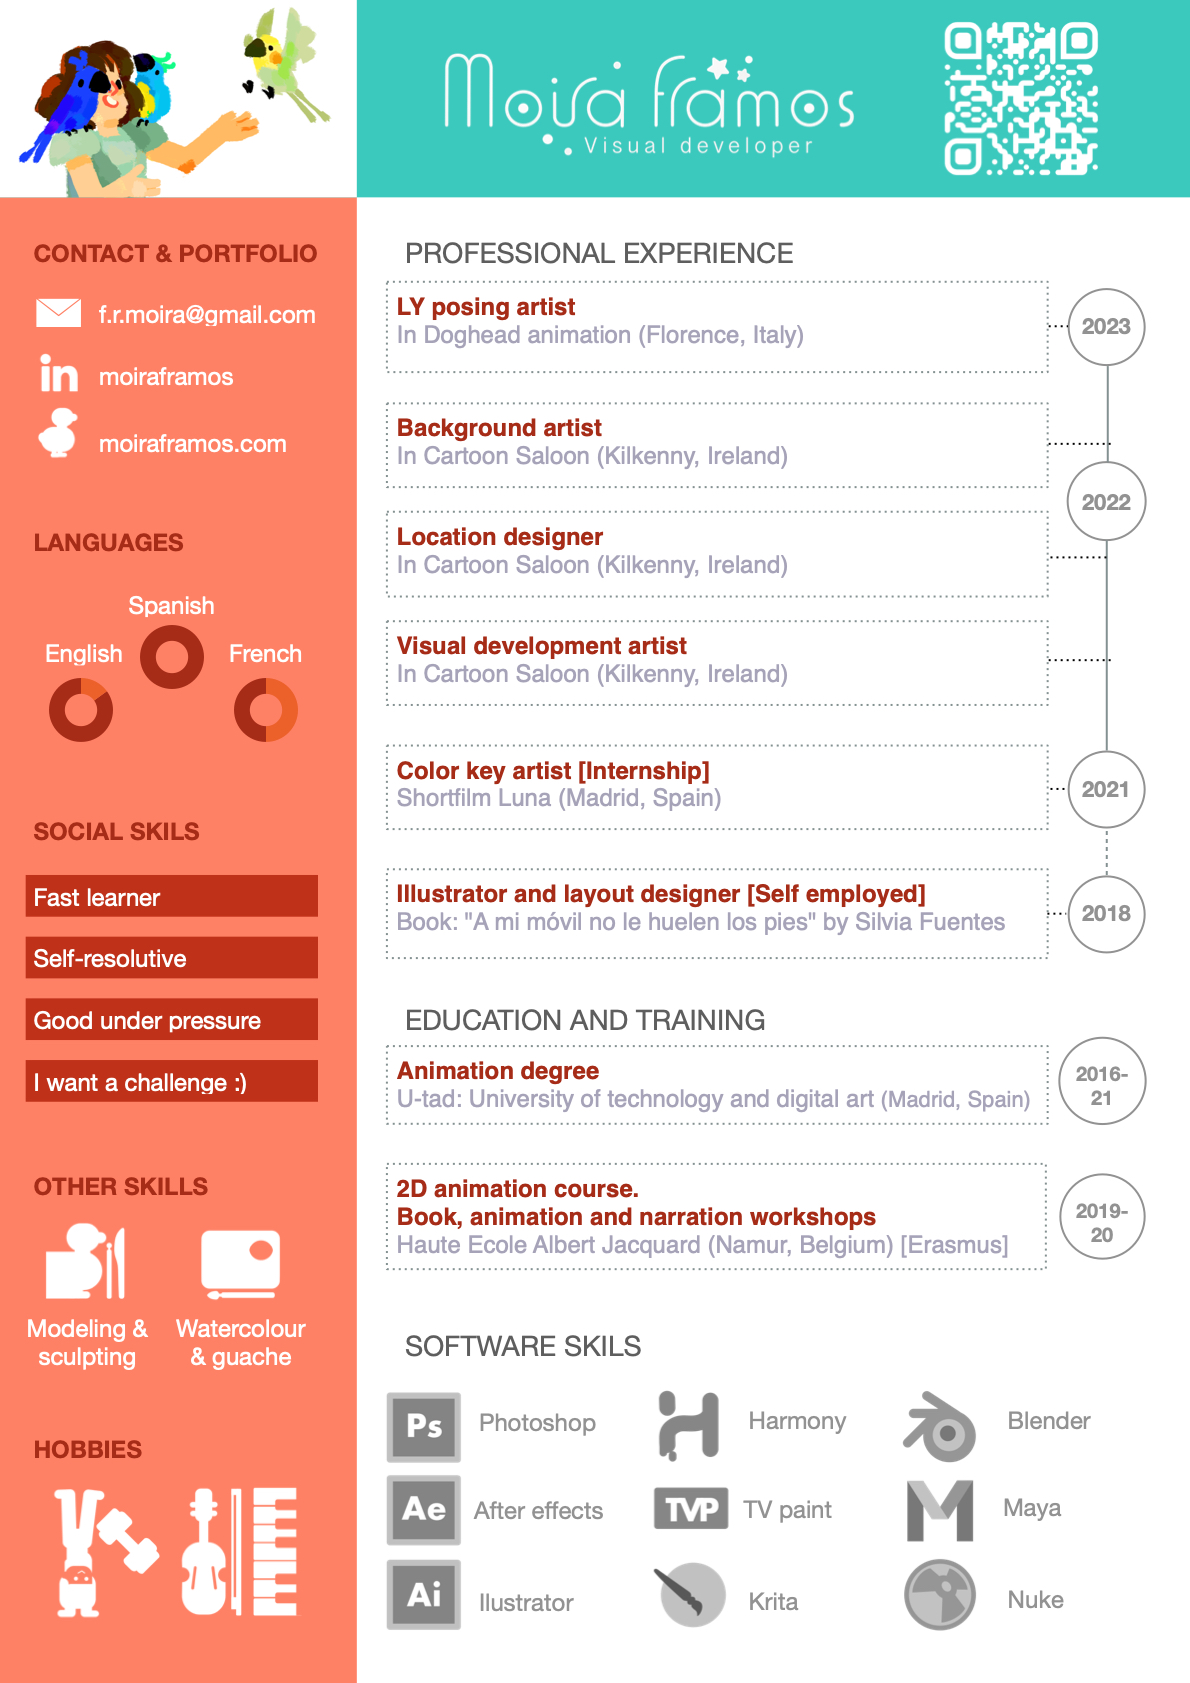 Moira Framos
Visual developer
CONTACT & PORTFOLIO
f.r.moira@gmail.com
in
moiraframos
moiraframos.com
LANGUAGES
Spanish
English
French
SOCIAL SKILS
Fast learner
Self-resolutive
Good under pressure
I want a challenge :)
OTHER SKILLS
Modeling &
sculpting
Watercolour
& guache
HOBBIES
PROFESSIONAL EXPERIENCE
LY posing artist
In Doghead animation (Florence, Italy)
2023
Background artist
In Cartoon Saloon (Kilkenny, Ireland)
2022
Location designer
In Cartoon Saloon (Kilkenny, Ireland)
Visual development artist
In Cartoon Saloon (Kilkenny, Ireland)
Color key artist [Internship]
Shortfilm Luna (Madrid, Spain)
2021
Illustrator and layout designer [Self employed]
Book: "A mi móvil no le huelen los pies" by Silvia Fuentes
2018
EDUCATION AND TRAINING
Animation degree
U-tad: University of technology and digital art (Madrid, Spain)
2016-
21
2D animation course.
Book, animation and narration workshops
Haute Ecole Albert Jacquard (Namur, Belgium) [Erasmus]
2019-
20
SOFTWARE SKILS
Ps Photoshop
Harmony
Blender
Ae After effects
TVP TV paint
Maya
Ai Ilustrator
Krita
Nuke